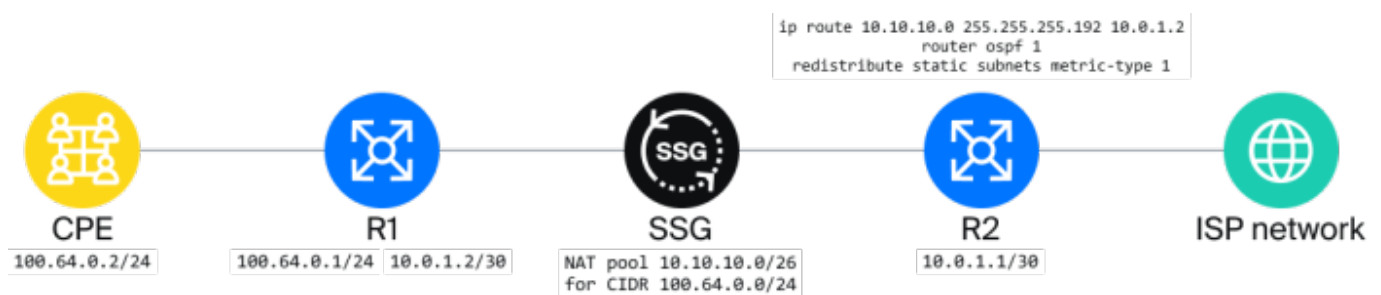 ip route 10.10.10.0 255.255.255.192 10.0.1.2
router ospf 1
redistribute static subnets metric-type 1
SSG
CPE
R1
SSG
R2
ISP network
100.64.0.2/24
100.64.0.1/24
10.0.1.2/30
NAT pool 10.10.10.0/26
for CIDR 100.64.0.0/24
10.0.1.1/30